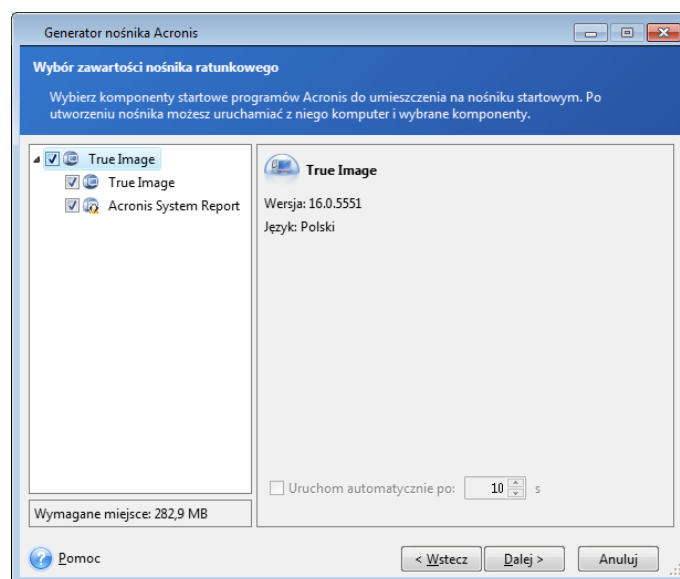 Generator nośnika Acronis
Wybór zawartości nośnika ratunkowego
Wybierz komponenty startowe programów Acronis do umieszczenia na nośniku startowym. Po
utworzeniu nośnika możesz uruchamiać z niego komputer i wybrane komponenty.
True Image
True Image
Acronis System Report
True Image
Wersja: 16.0.5551
Język: Polski
Uruchom automatycznie po: 10 s
Wymagane miejsce: 282,9 MB
Pomoc
< Wstecz
Dalej >
Anuluj